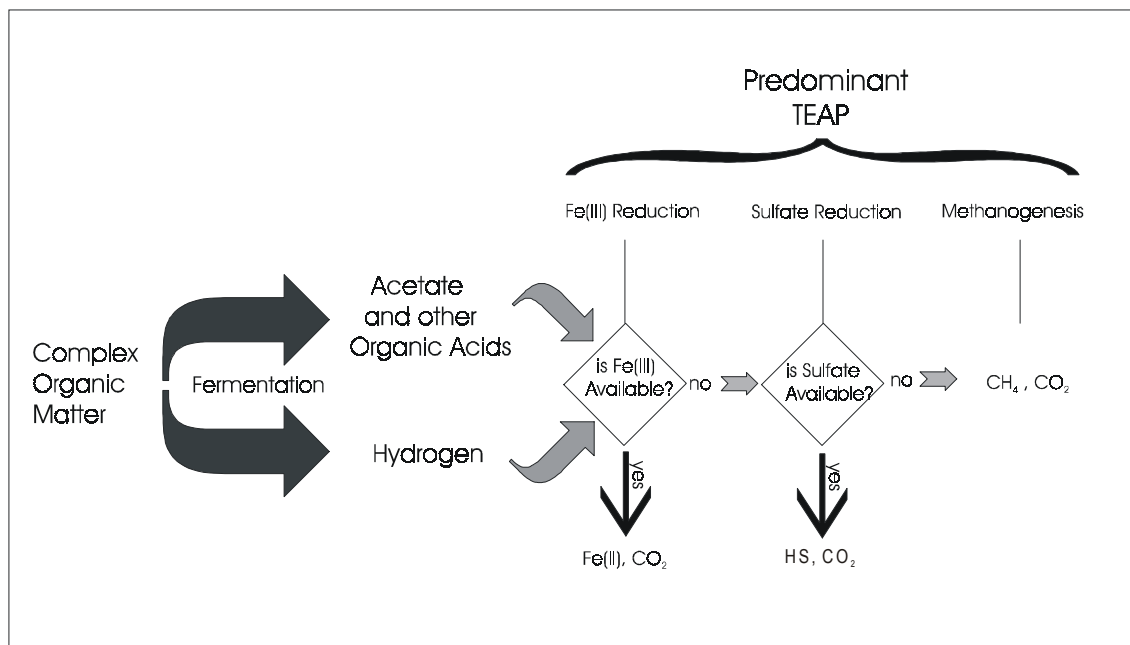 Predominant
TEAP
Fe(III) Reduction
Sulfate Reduction
Methanogenesis
Complex
Organic
Matter
Fermentation
Acetate
and other
Organic Acids
Hydrogen
is Fe(III)
Available?
no
is Sulfate
Available?
no
CH₄ , CO₂
yes
yes
Fe(II), CO₂
HS, CO₂